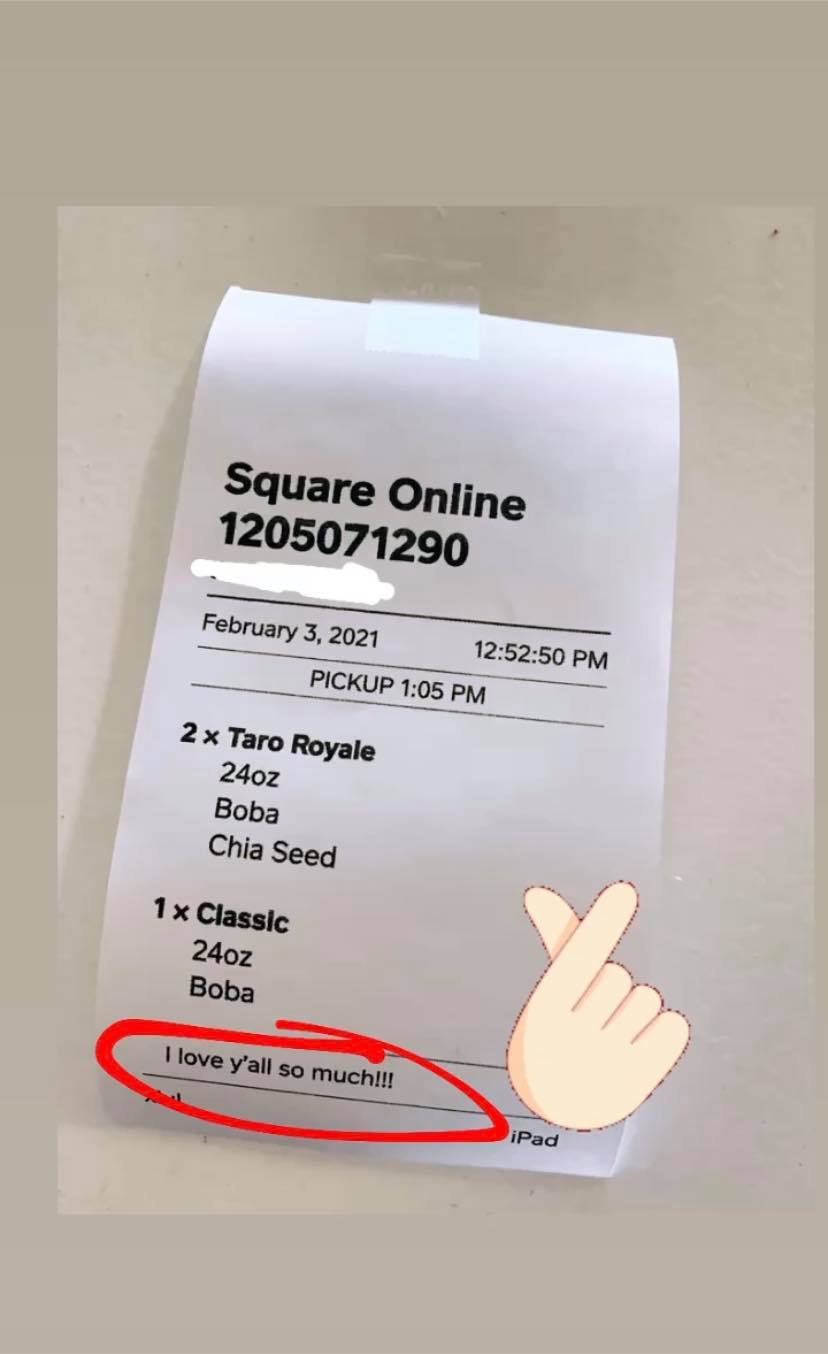 Square Online
1205071290
February 3, 2021 12:52:50 PM
PICKUP 1:05 PM
2 x Taro Royale
24oz
Boba
Chia Seed
1 x Classic
24oz
Boba
I love y'all so much!!!
iPad